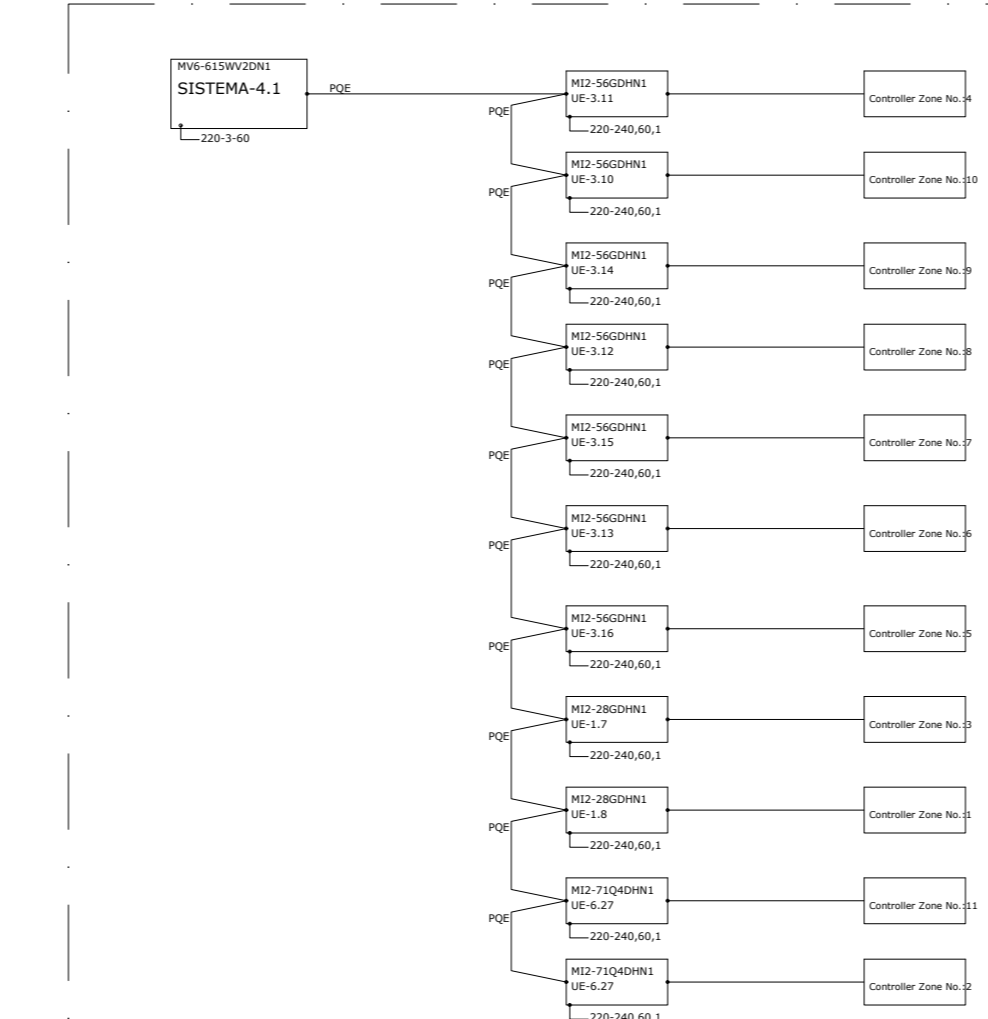 MV6-615WV2DN1
SISTEMA-4.1
220-3-60
PQE
MI2-56GDHN1
UE-3.11
220-240,60,1
Controller Zone No.:4
PQE
MI2-56GDHN1
UE-3.10
220-240,60,1
Controller Zone No.:10
PQE
MI2-56GDHN1
UE-3.14
220-240,60,1
Controller Zone No.:9
PQE
MI2-56GDHN1
UE-3.12
220-240,60,1
Controller Zone No.:8
PQE
MI2-56GDHN1
UE-3.15
220-240,60,1
Controller Zone No.:7
PQE
MI2-56GDHN1
UE-3.13
220-240,60,1
Controller Zone No.:6
PQE
MI2-56GDHN1
UE-3.16
220-240,60,1
Controller Zone No.:5
PQE
MI2-28GDHN1
UE-1.7
220-240,60,1
Controller Zone No.:3
PQE
MI2-28GDHN1
UE-1.8
220-240,60,1
Controller Zone No.:1
PQE
MI2-71Q4DHN1
UE-6.27
220-240,60,1
Controller Zone No.:11
PQE
MI2-71Q4DHN1
UE-6.27
220-240,60,1
Controller Zone No.:2